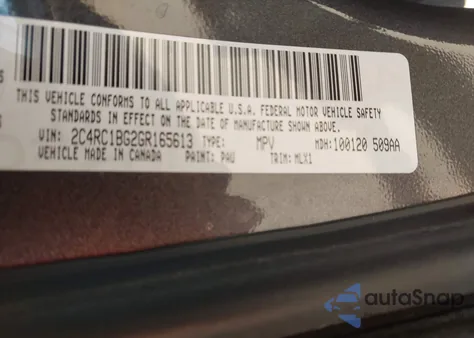 THIS VEHICLE CONFORMS TO ALL APPLICABLE U.S.A. FEDERAL MOTOR VEHICLE SAFETY
STANDARDS IN EFFECT ON THE DATE OF MANUFACTURE SHOWN ABOVE.
VIN: 2C4RC1BG2GR165613 TYPE: MPV MDH: 100120 509AA
VEHICLE MADE IN CANADA PAINT: PAU TRIM: MLX1
autoSnap